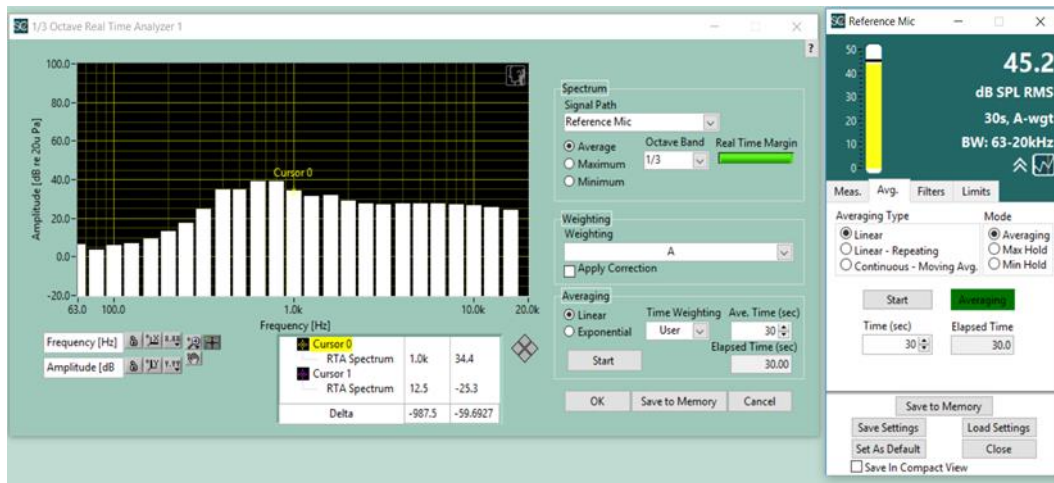 SC 1/3 Octave Real Time Analyzer 1
?
100.0
80.0
60.0
40.0
20.0
0.0
-20.0
Amplitude [dB re 20u Pa]
Cursor 0
63.0 100.0 1.0k 10.0k 20.0k
Frequency [Hz]
Frequency [Hz]
Amplitude [dB
Cursor 0
RTA Spectrum 1.0k 34.4
Cursor 1
RTA Spectrum 12.5 -25.3
Delta -987.5 -59.6927
Spectrum
Signal Path
Reference Mic
Average
Maximum
Minimum
Octave Band
1/3
Real Time Margin
Weighting
Weighting
A
Apply Correction
Averaging
Linear
Exponential
Time Weighting
User
Ave. Time (sec)
30
Start
Elapsed Time (sec)
30.00
OK Save to Memory Cancel
SC Reference Mic
50
40
30
20
10
0
45.2
dB SPL RMS
30s, A-wgt
BW: 63-20kHz
Meas. Avg. Filters Limits
Averaging Type
Linear
Linear - Repeating
Continuous - Moving Avg.
Mode
Averaging
Max Hold
Min Hold
Start Averaging
Time (sec)
30
Elapsed Time
30.0
Save to Memory
Save Settings Load Settings
Set As Default Close
Save In Compact View